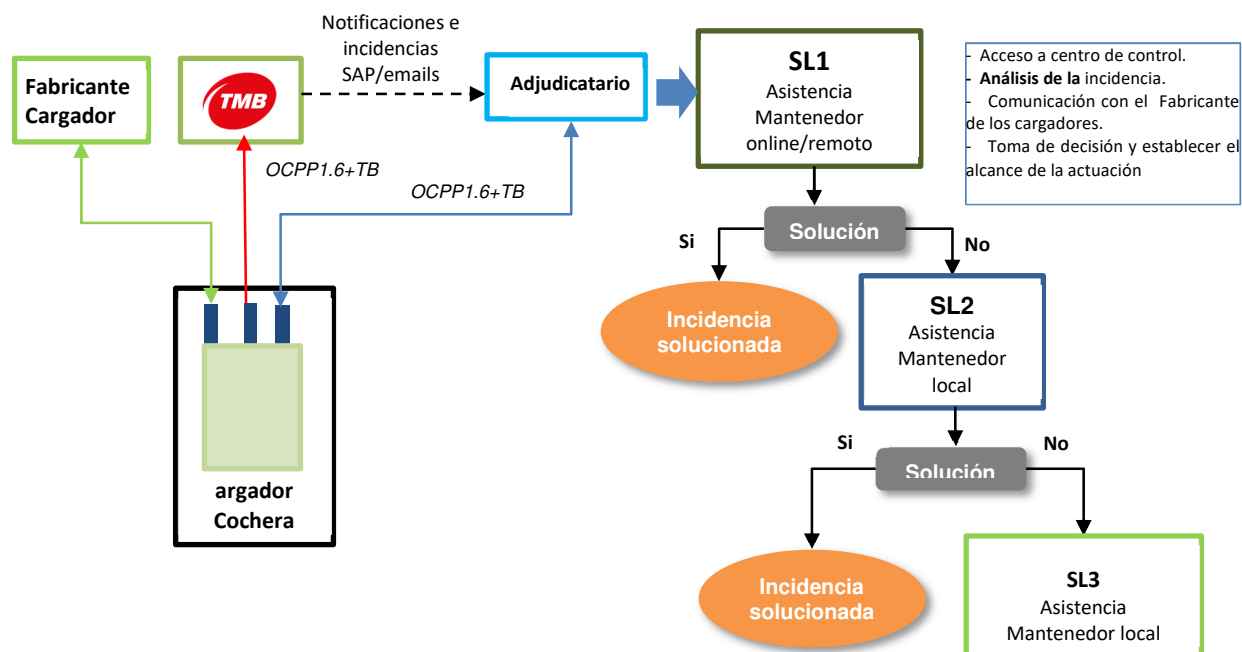 Notificaciones e
incidencias
SAP/emails
Fabricante
Cargador
TMB
Adjudicatario
SL1
Asistencia
Mantenedor
online/remoto
- Acceso a centro de control.
- Análisis de la incidencia.
- Comunicación con el Fabricante
de los cargadores.
- Toma de decisión y establecer el
alcance de la actuación
OCPP1.6+TB
OCPP1.6+TB
Solución
Si
No
Incidencia
solucionada
SL2
Asistencia
Mantenedor
local
Si
No
Solución
argador
Cochera
Incidencia
solucionada
SL3
Asistencia
Mantenedor local